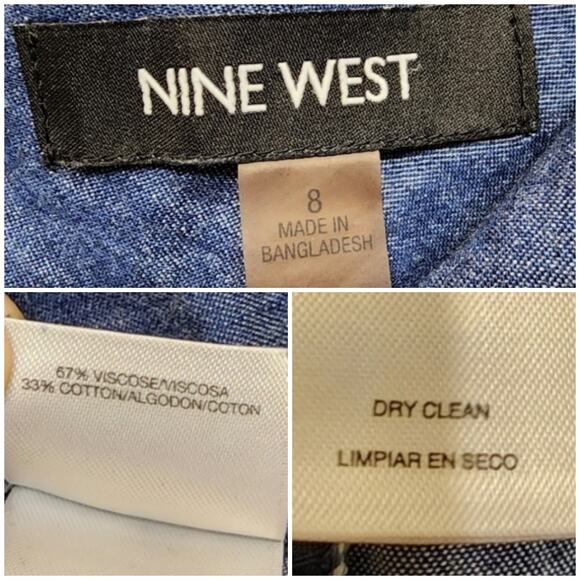 NINE WEST
8
MADE IN
BANGLADESH
67% VISCOSE/VISCOSA
33% COTTON/ALGODON/COTON
DRY CLEAN
LIMPIAR EN SECO